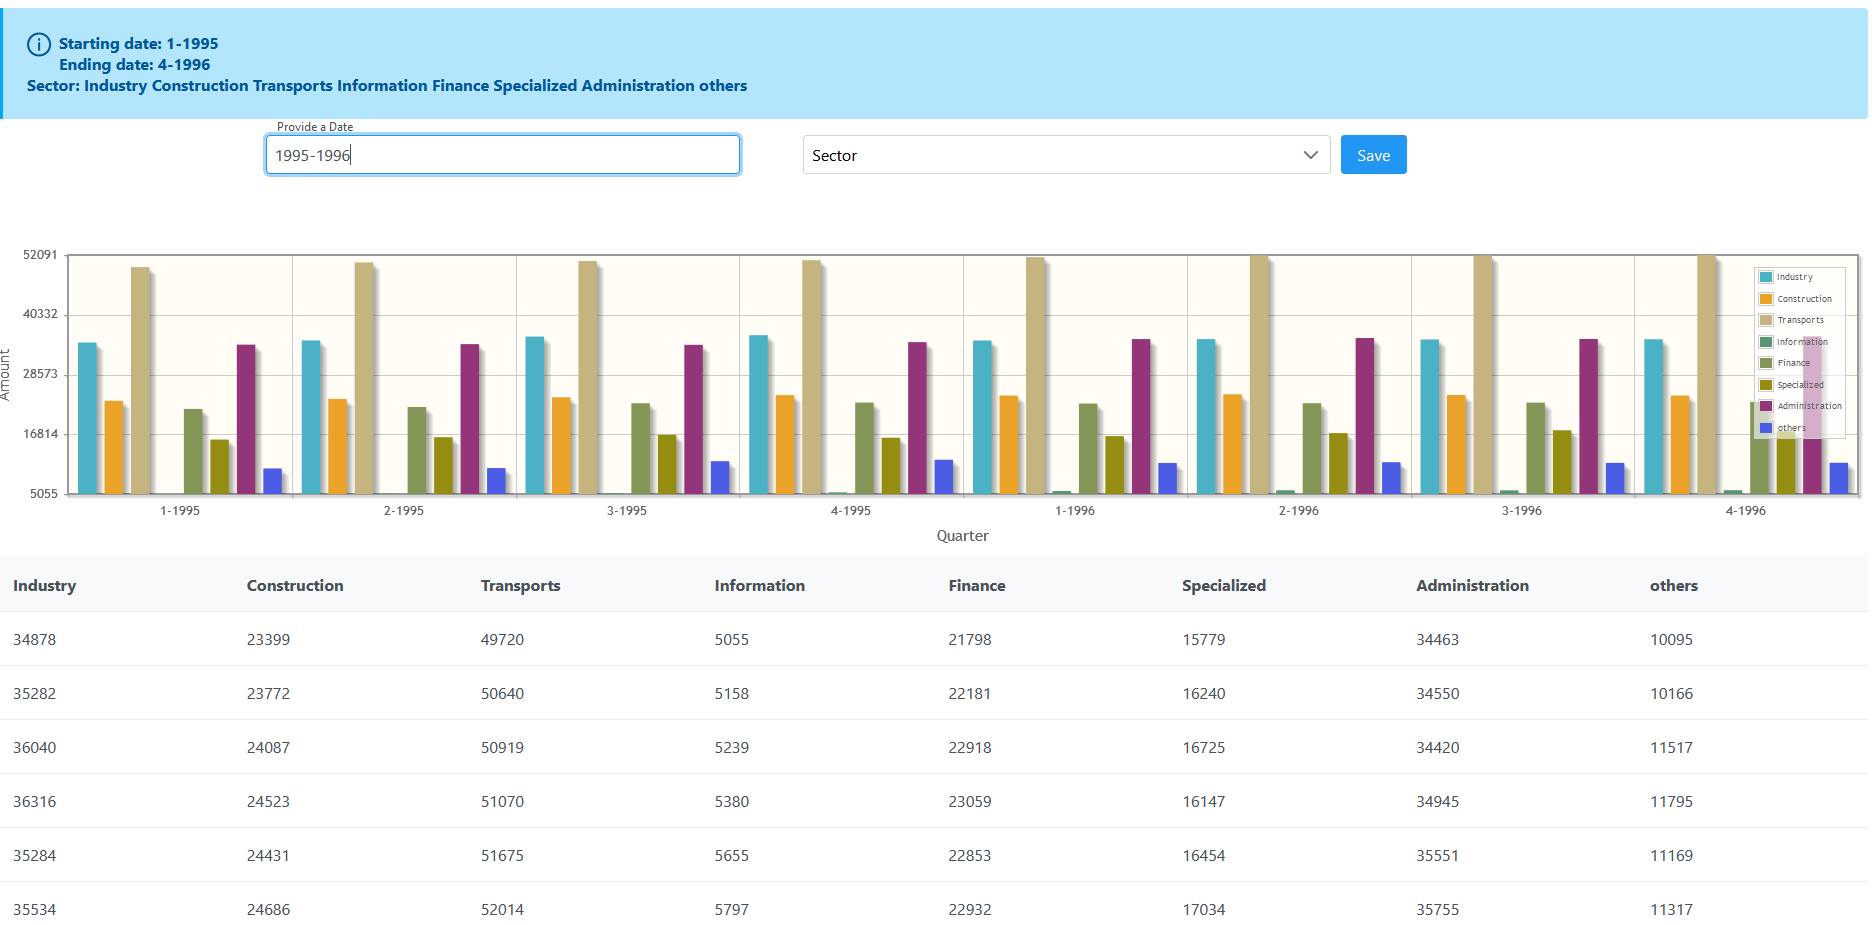 Starting date: 1-1995
Ending date: 4-1996
Sector: Industry Construction Transports Information Finance Specialized Administration others
Provide a Date
1995-1996
Sector
Save
52091
40332
28573
16814
5055
Amount
Industry
Construction
Transports
Information
Finance
Specialized
Administration
others
1-1995 2-1995 3-1995 4-1995 1-1996 2-1996 3-1996 4-1996
Quarter
Industry Construction Transports Information Finance Specialized Administration others
34878 23399 49720 5055 21798 15779 34463 10095
35282 23772 50640 5158 22181 16240 34550 10166
36040 24087 50919 5239 22918 16725 34420 11517
36316 24523 51070 5380 23059 16147 34945 11795
35284 24431 51675 5655 22853 16454 35551 11169
35534 24686 52014 5797 22932 17034 35755 11317